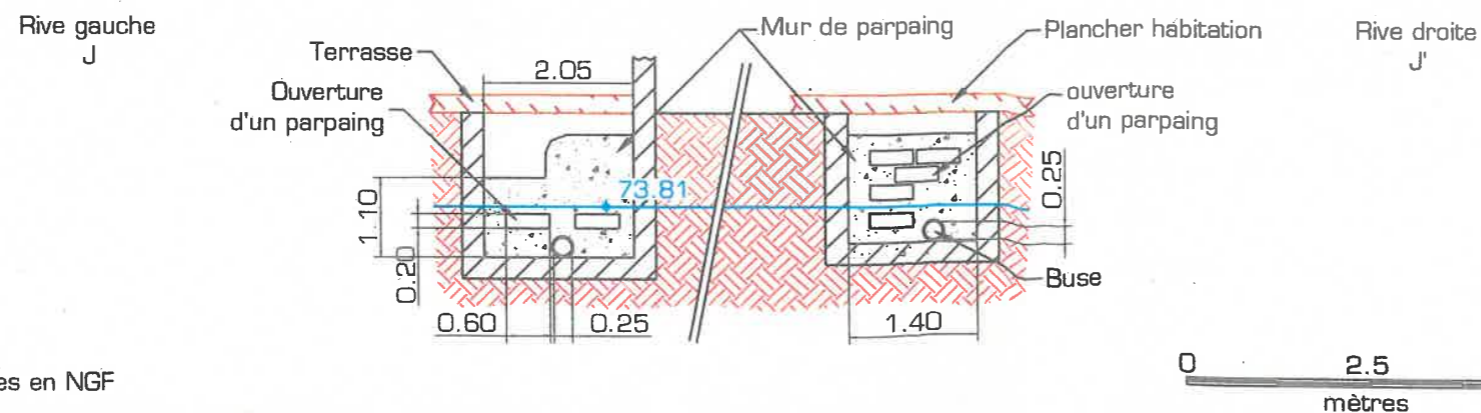 Rive gauche
J
Terrasse
2.05
Mur de parpaing
Plancher habitation
Rive droite
J'
Ouverture
d'un parpaing
ouverture
d'un parpaing
73.81
0.25
1.10
0.20
Buse
0.60
0.25
1.40
es en NGF
0
2.5
mètres